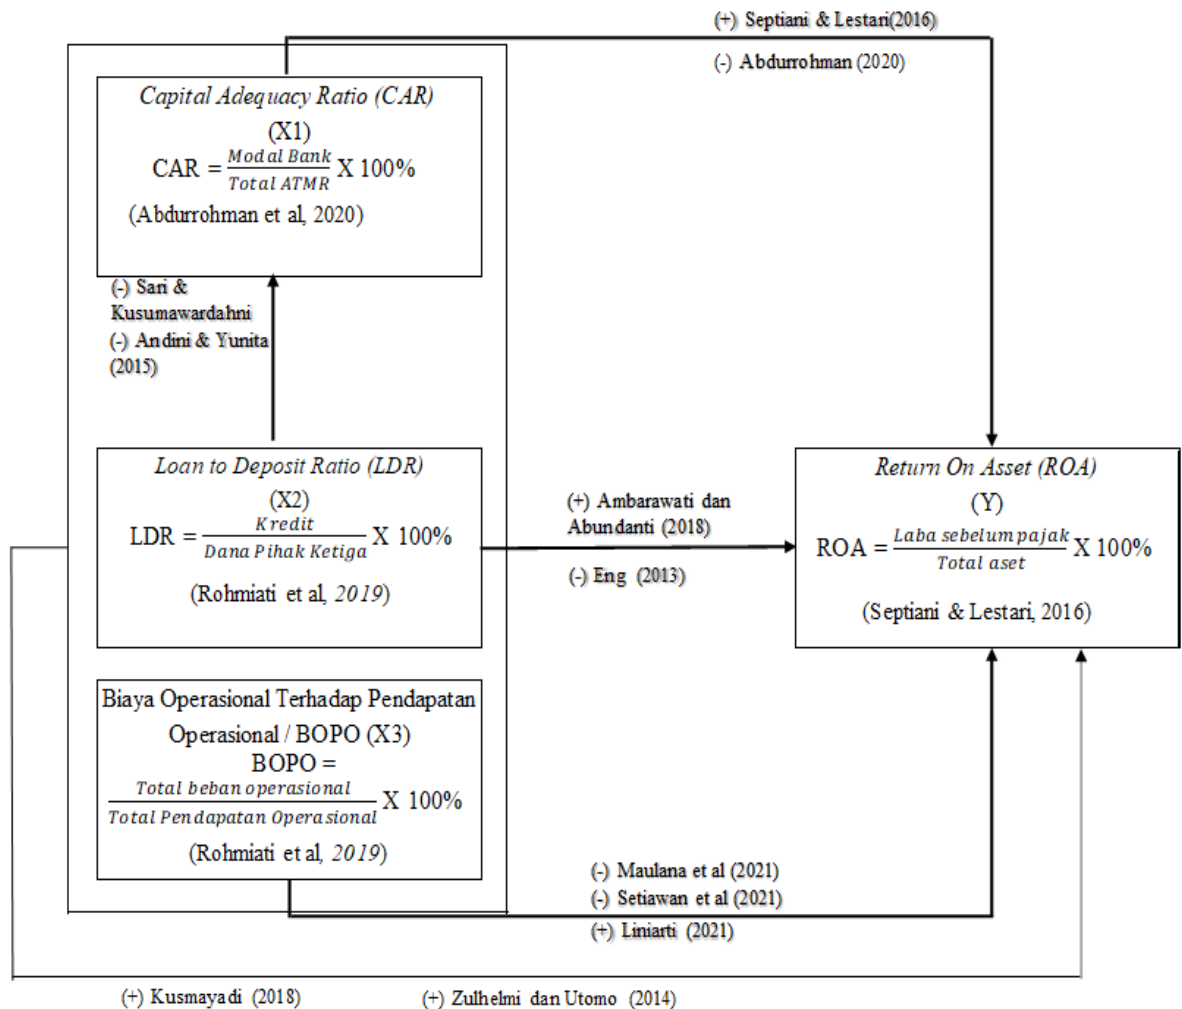 (+) Septiani & Lestari(2016)
(-) Abdurrohman (2020)
Capital Adequacy Ratio (CAR)
(X1)
CAR = Modal Bank / Total ATMR X 100%
(Abdurrohman et al, 2020)
(-) Sari &
Kusumawardahni
(-) Andini & Yunita
(2015)
Loan to Deposit Ratio (LDR)
(X2)
LDR = Kredit / Dana Pihak Ketiga X 100%
(Rohmiati et al, 2019)
(+) Ambarawati dan
Abundanti (2018)
(-) Eng (2013)
Return On Asset (ROA)
(Y)
ROA = Laba sebelum pajak / Total aset X 100%
(Septiani & Lestari, 2016)
Biaya Operasional Terhadap Pendapatan
Operasional / BOPO (X3)
BOPO =
Total beban operasional / Total Pendapatan Operasional X 100%
(Rohmiati et al, 2019)
(-) Maulana et al (2021)
(-) Setiawan et al (2021)
(+) Liniarti (2021)
(+) Kusmayadi (2018)
(+) Zulhelmi dan Utomo (2014)